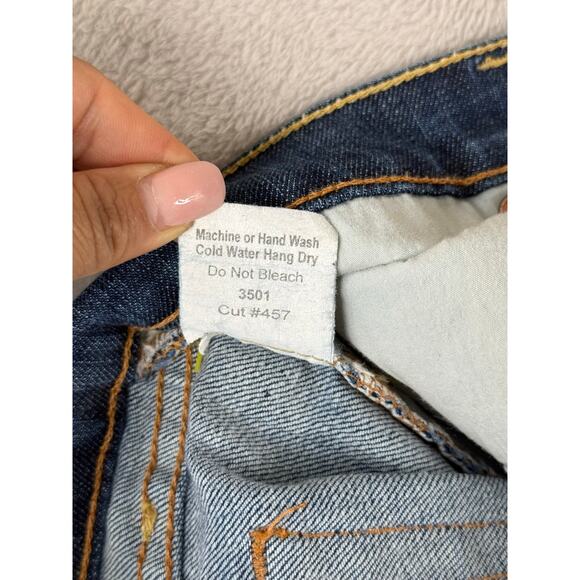 Machine or Hand Wash
Cold Water Hang Dry
Do Not Bleach
3501
Cut #457